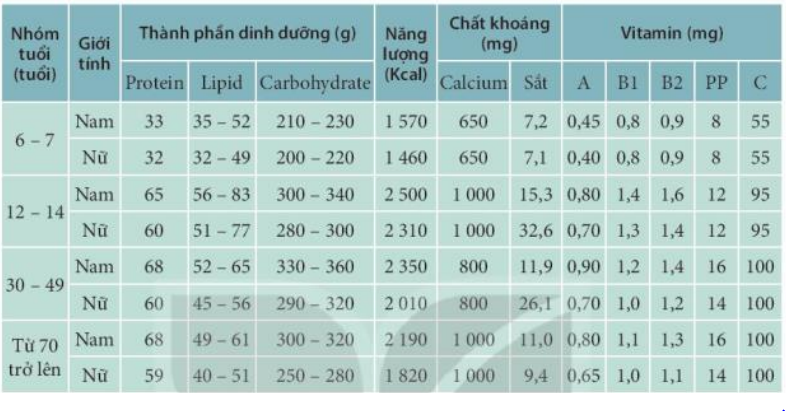 Nhóm tuổi (tuổi) Giới tính Thành phần dinh dưỡng (g) Năng lượng (Kcal) Chất khoáng (mg) Vitamin (mg)
Protein Lipid Carbohydrate Calcium Sắt A B1 B2 PP C
6 – 7 Nam 33 35 – 52 210 – 230 1 570 650 7,2 0,45 0,8 0,9 8 55
Nữ 32 32 – 49 200 – 220 1 460 650 7,1 0,40 0,8 0,9 8 55
12 – 14 Nam 65 56 – 83 300 – 340 2 500 1 000 15,3 0,80 1,4 1,6 12 95
Nữ 60 51 – 77 280 – 300 2 310 1 000 32,6 0,70 1,3 1,4 12 95
30 – 49 Nam 68 52 – 65 330 – 360 2 350 800 11,9 0,90 1,2 1,4 16 100
Nữ 60 45 – 56 290 – 320 2 010 800 26,1 0,70 1,0 1,2 14 100
Từ 70 trở lên Nam 68 49 – 61 300 – 320 2 190 1 000 11,0 0,80 1,1 1,3 16 100
Nữ 59 40 – 51 250 – 280 1 820 1 000 9,4 0,65 1,0 1,1 14 100